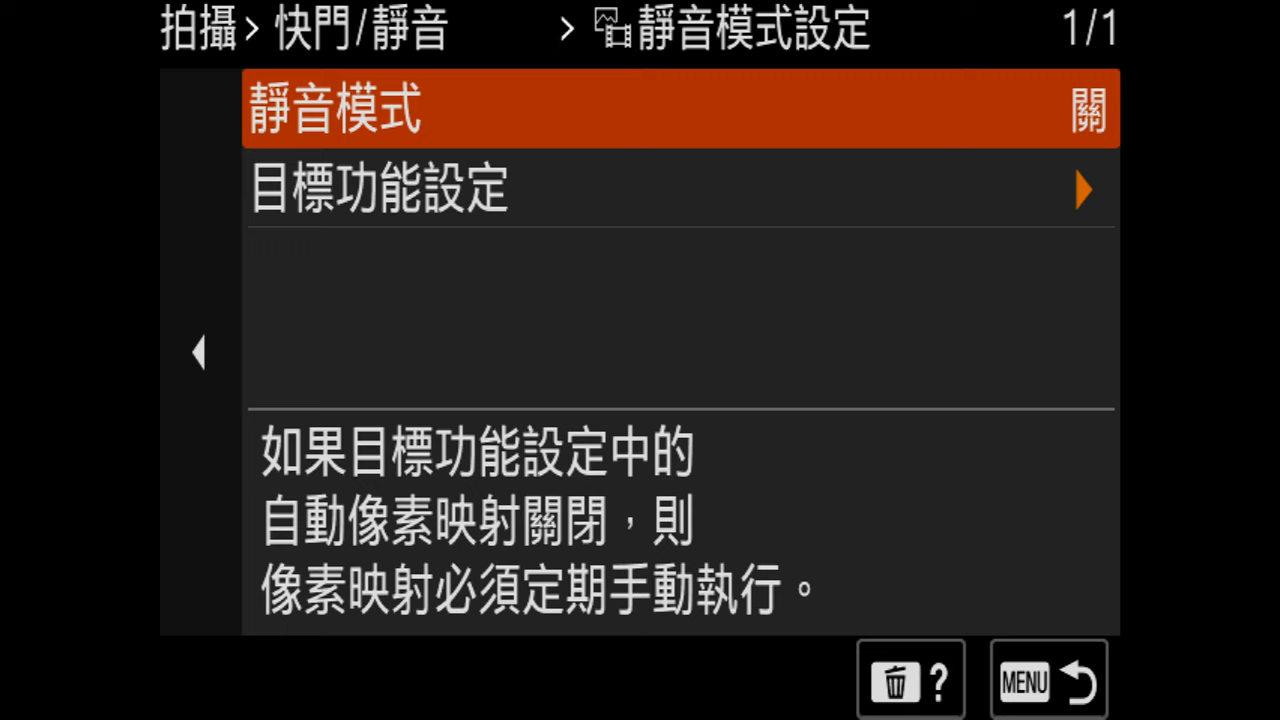 拍攝> 快門/靜音 > 靜音模式設定 1/1
靜音模式 關
目標功能設定
如果目標功能設定中的
自動像素映射關閉，則
像素映射必須定期手動執行。
? MENU